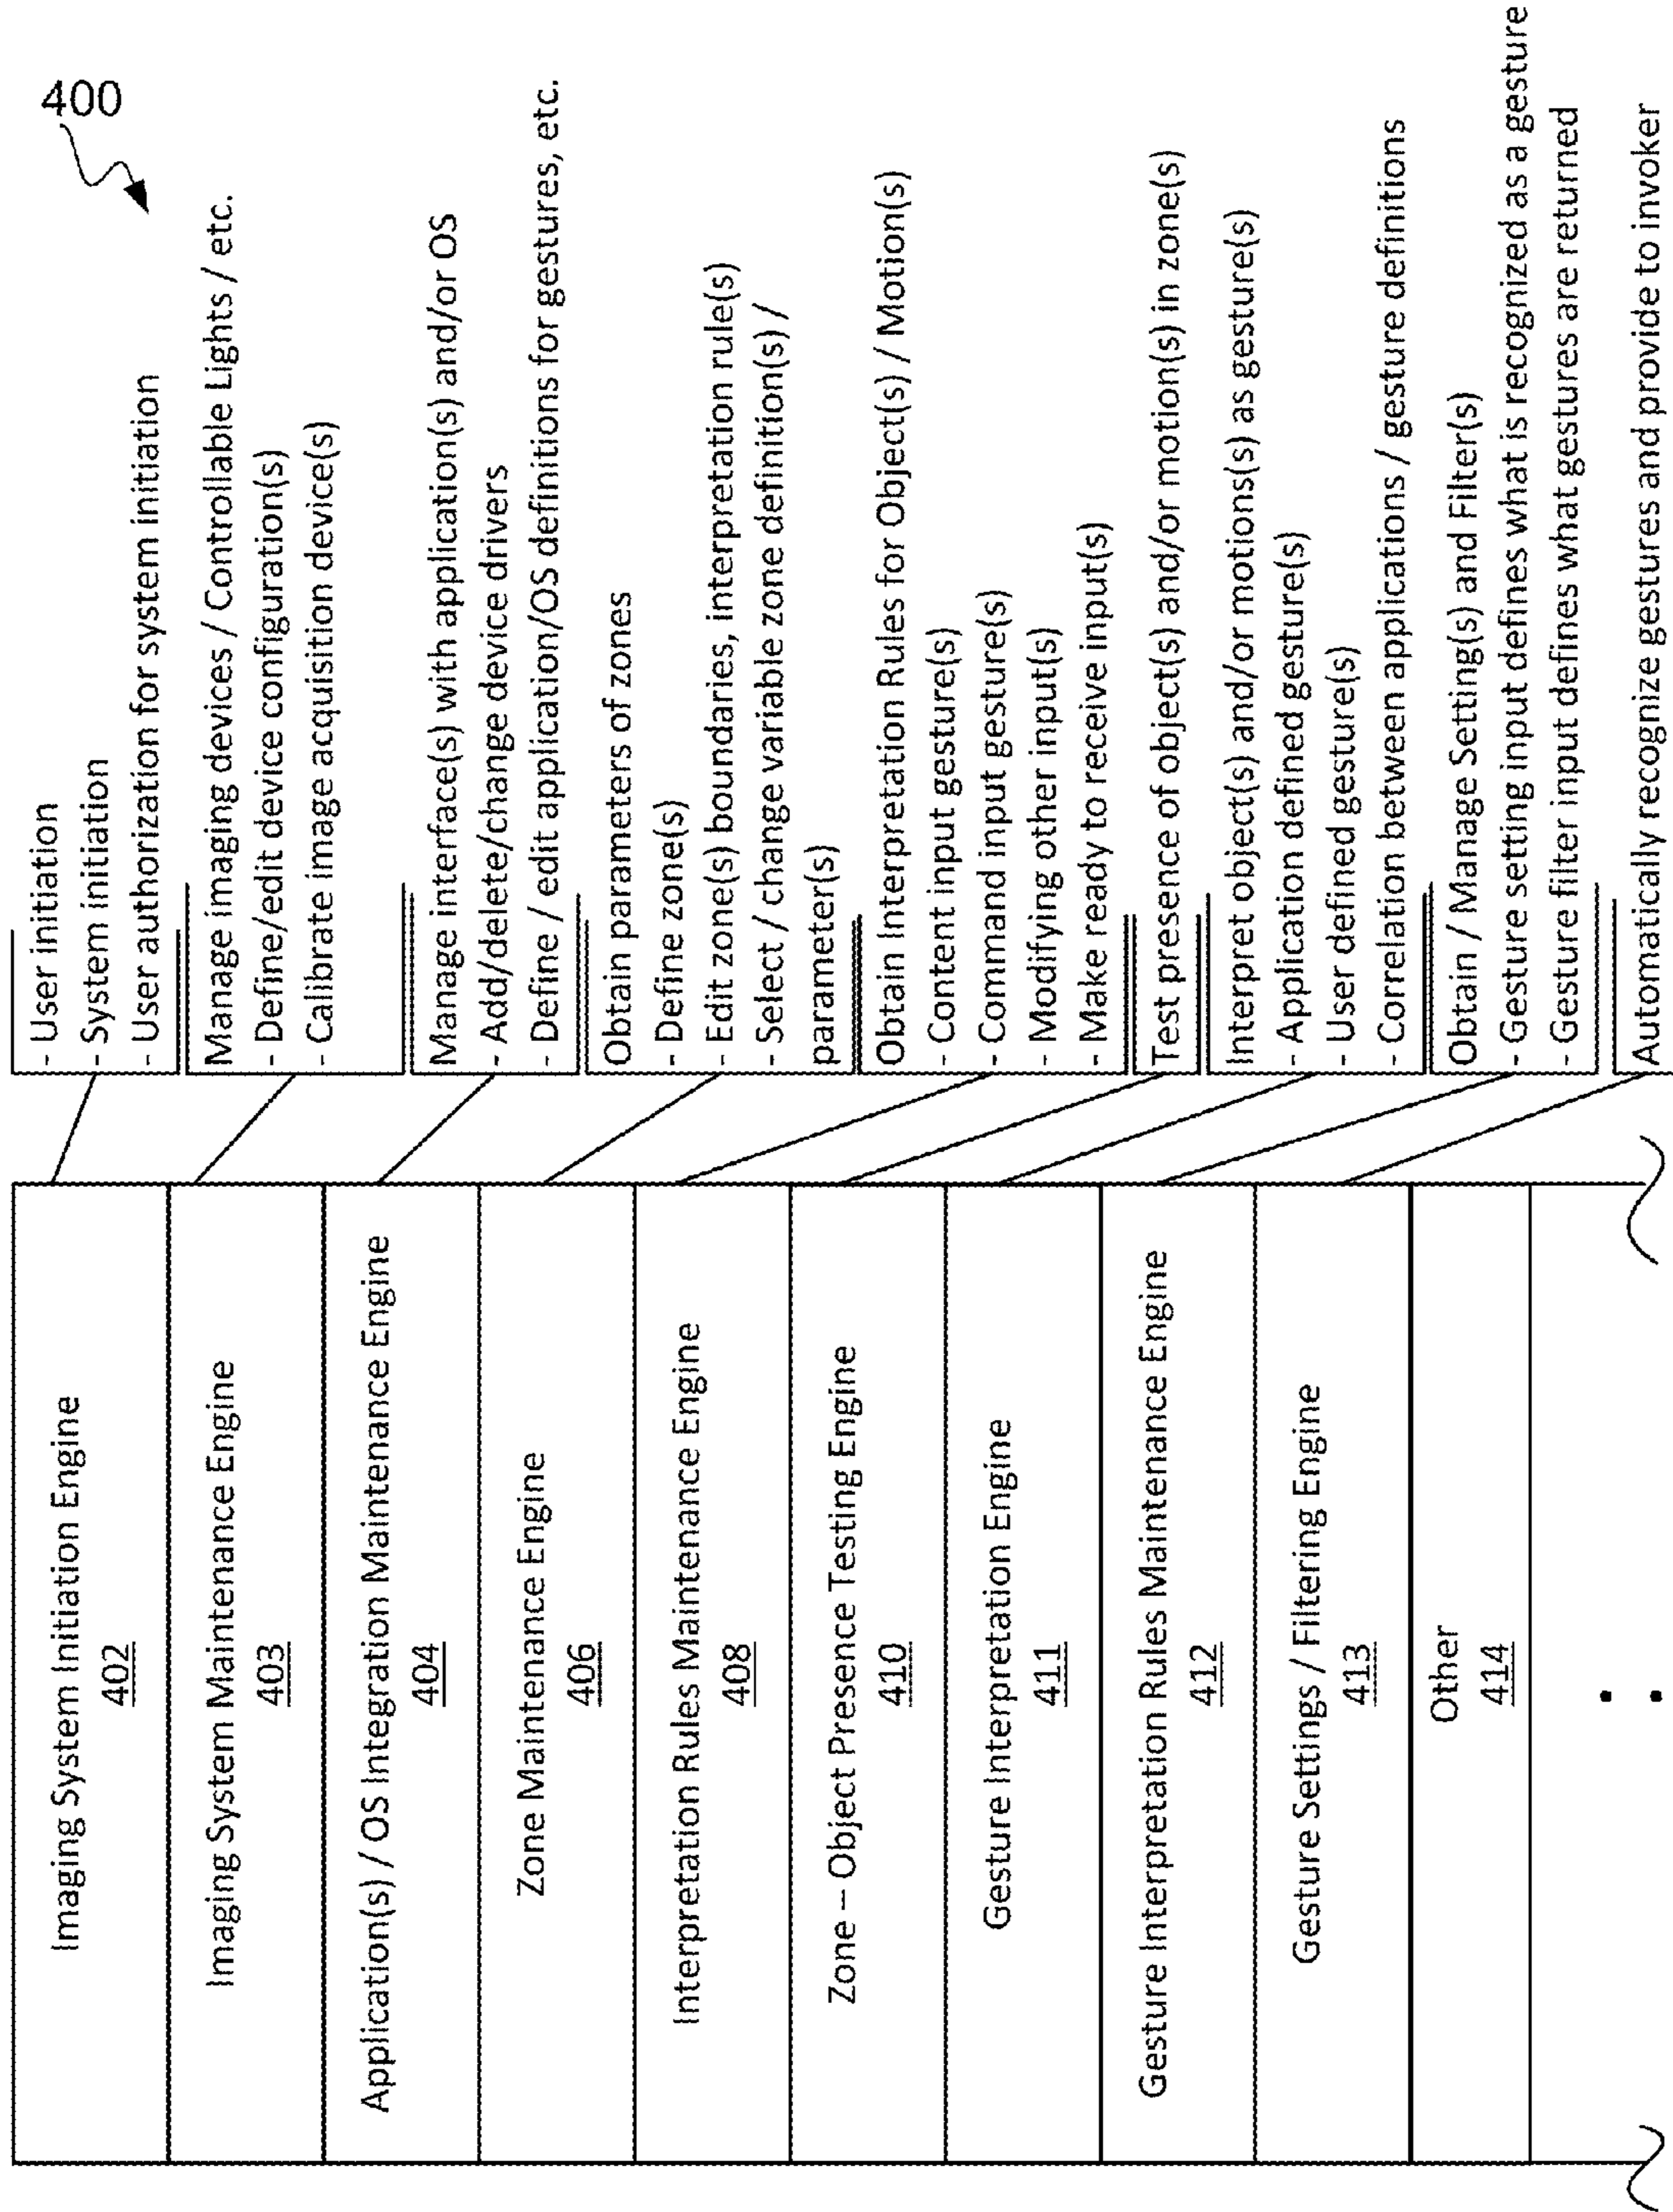 400
Imaging System Initiation Engine
402
- User initiation
- System initiation
- User authorization for system initiation
Imaging System Maintenance Engine
403
Manage imaging devices / Controllable Lights / etc.
- Define/edit device configuration(s)
- Calibrate image acquisition device(s)
Application(s) / OS Integration Maintenance Engine
404
Manage interface(s) with application(s) and/or OS
- Add/delete/change device drivers
- Define / edit application/OS definitions for gestures, etc.
Zone Maintenance Engine
406
Obtain parameters of zones
- Define zone(s)
- Edit zone(s) boundaries, interpretation rule(s)
- Select / change variable zone definition(s) /
parameter(s)
Interpretation Rules Maintenance Engine
408
Obtain Interpretation Rules for Object(s) / Motion(s)
- Content input gesture(s)
- Command input gesture(s)
- Modifying other input(s)
- Make ready to receive input(s)
Zone – Object Presence Testing Engine
410
Test presence of object(s) and/or motion(s) in zone(s)
Gesture Interpretation Engine
411
Interpret object(s) and/or motions(s) as gesture(s)
- Application defined gesture(s)
- User defined gesture(s)
- Correlation between applications / gesture definitions
Gesture Interpretation Rules Maintenance Engine
412
Obtain / Manage Setting(s) and Filter(s)
- Gesture setting input defines what is recognized as a gesture
- Gesture filter input defines what gestures are returned
Gesture Settings / Filtering Engine
413
Automatically recognize gestures and provide to invoker
Other
414